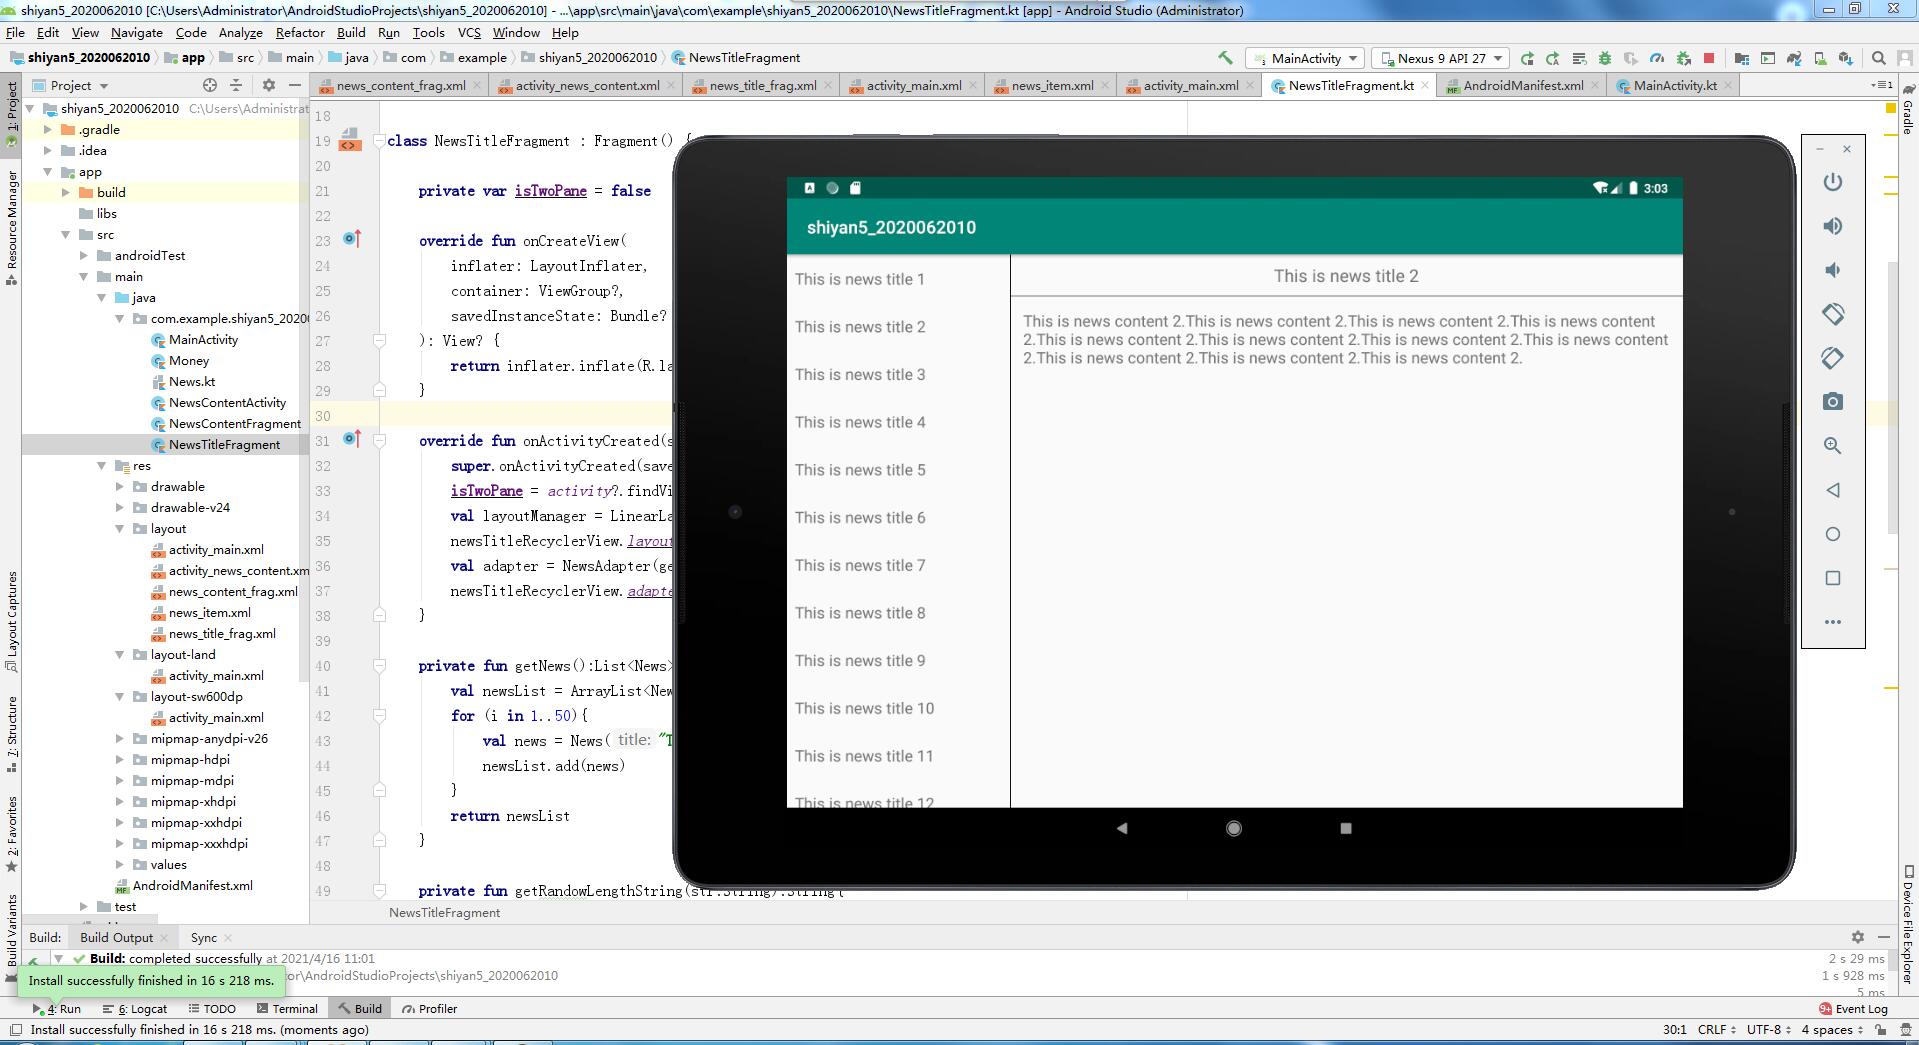 shiyan5_2020062010 [C:\Users\Administrator\AndroidStudioProjects\shiyan5_2020062010] - ...\app\src\main\java\com\example\shiyan5_2020062010\NewsTitleFragment.kt [app] - Android Studio (Administrator)
File Edit View Navigate Code Analyze Refactor Build Run Tools VCS Window Help
shiyan5_2020062010 app src main java com example shiyan5_2020062010 NewsTitleFragment MainActivity Nexus 9 API 27
Project
news_content_frag.xml activity_news_content.xml news_title_frag.xml activity_main.xml news_item.xml activity_main.xml NewsTitleFragment.kt AndroidManifest.xml MainActivity.kt
1: Project
Resource Manager
Layout Captures
7: Structure
2: Favorites
Build Variants
shiyan5_2020062010 C:\Users\Administrat
.gradle
.idea
app
build
libs
src
androidTest
main
java
com.example.shiyan5_2020
MainActivity
Money
News.kt
NewsContentActivity
NewsContentFragment
NewsTitleFragment
res
drawable
drawable-v24
layout
activity_main.xml
activity_news_content.xm
news_content_frag.xml
news_item.xml
news_title_frag.xml
layout-land
activity_main.xml
layout-sw600dp
activity_main.xml
mipmap-anydpi-v26
mipmap-hdpi
mipmap-mdpi
mipmap-xhdpi
mipmap-xxhdpi
mipmap-xxxhdpi
values
AndroidManifest.xml
test
18
19 class NewsTitleFragment : Fragment() {
20
21 private var isTwoPane = false
22
23 override fun onCreateView(
24 inflater: LayoutInflater,
25 container: ViewGroup?,
26 savedInstanceState: Bundle?
27 ): View? {
28 return inflater.inflate(R.la
29 }
30
31 override fun onActivityCreated(s
32 super.onActivityCreated(save
33 isTwoPane = activity?.findVi
34 val layoutManager = LinearLa
35 newsTitleRecyclerView.layout
36 val adapter = NewsAdapter(ge
37 newsTitleRecyclerView.adapte
38 }
39
40 private fun getNews():List<News>
41 val newsList = ArrayList<New
42 for (i in 1..50){
43 val news = News( title: "T
44 newsList.add(news)
45 }
46 return newsList
47 }
48
49 private fun getRandowLengthString(str:String):String{
NewsTitleFragment
3:03
shiyan5_2020062010
This is news title 1
This is news title 2
This is news title 3
This is news title 4
This is news title 5
This is news title 6
This is news title 7
This is news title 8
This is news title 9
This is news title 10
This is news title 11
This is news title 12
This is news title 2
This is news content 2.This is news content 2.This is news content 2.This is news content
2.This is news content 2.This is news content 2.This is news content 2.This is news content
2.This is news content 2.This is news content 2.This is news content 2.
Gradle
Device File Explorer
Build: Build Output Sync
Build: completed successfully at 2021/4/16 11:01 2 s 29 ms
tor\AndroidStudioProjects\shiyan5_2020062010 1 s 928 ms
5 ms
Install successfully finished in 16 s 218 ms.
4: Run 6: Logcat TODO Terminal Build Profiler 9+ Event Log
Install successfully finished in 16 s 218 ms. (moments ago) 30:1 CRLF UTF-8 4 spaces